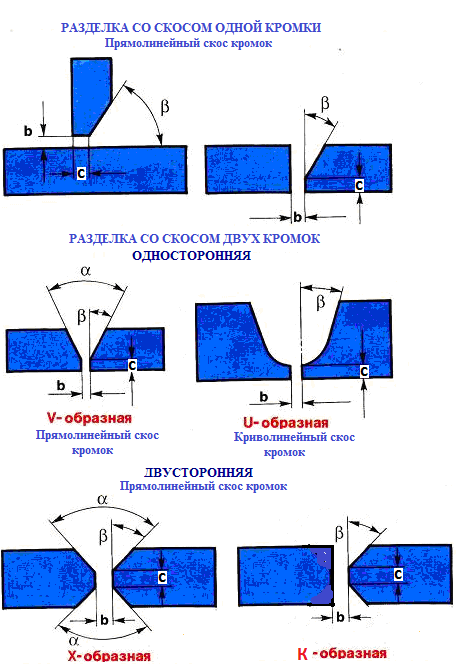 РАЗДЕЛКА СО СКОСОМ ОДНОЙ КРОМКИ
Прямолинейный скос кромок
β
b
c
β
c
b
РАЗДЕЛКА СО СКОСОМ ДВУХ КРОМОК
ОДНОСТОРОННЯЯ
α
β
β
c
c
b
b
V- образная
U - образная
Прямолинейный скос
кромок
Криволинейный скос
кромок
ДВУСТОРОННЯЯ
Прямолинейный скос кромок
α
β
β
c
c
b
b
α
X- образная
К - образная